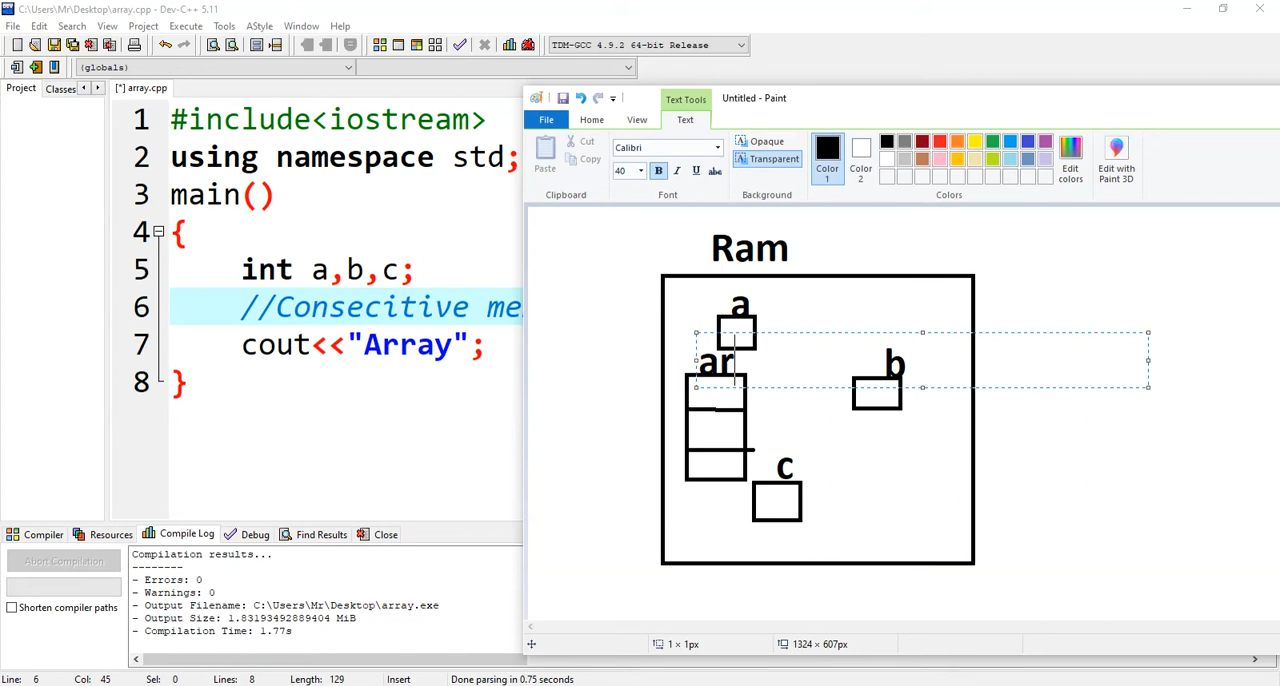 C:\Users\Mr\Desktop\array.cpp - Dev-C++ 5.11
File Edit Search View Project Execute Tools AStyle Window Help
TDM-GCC 4.9.2 64-bit Release
(globals)
Project Classes [*] array.cpp
1 #include<iostream>
2 using namespace std;
3 main()
4 {
5 int a,b,c;
6 //Consecitive me
7 cout<<"Array";
8 }
Untitled - Paint
Text Tools
File Home View Text
Paste Cut Copy
Clipboard
Calibri
40 B I U abc
Font
Opaque
Transparent
Background
Color 1
Color 2
Edit colors
Colors
Edit with Paint 3D
Ram
a
ar
b
c
1 × 1px 1324 × 607px
Compiler Resources Compile Log Debug Find Results Close
Abort Compilation
Shorten compiler paths
Compilation results...
--------
- Errors: 0
- Warnings: 0
- Output Filename: C:\Users\Mr\Desktop\array.exe
- Output Size: 1.83193492889404 MiB
- Compilation Time: 1.77s
Line: 6 Col: 45 Sel: 0 Lines: 8 Length: 129 Insert Done parsing in 0.75 seconds